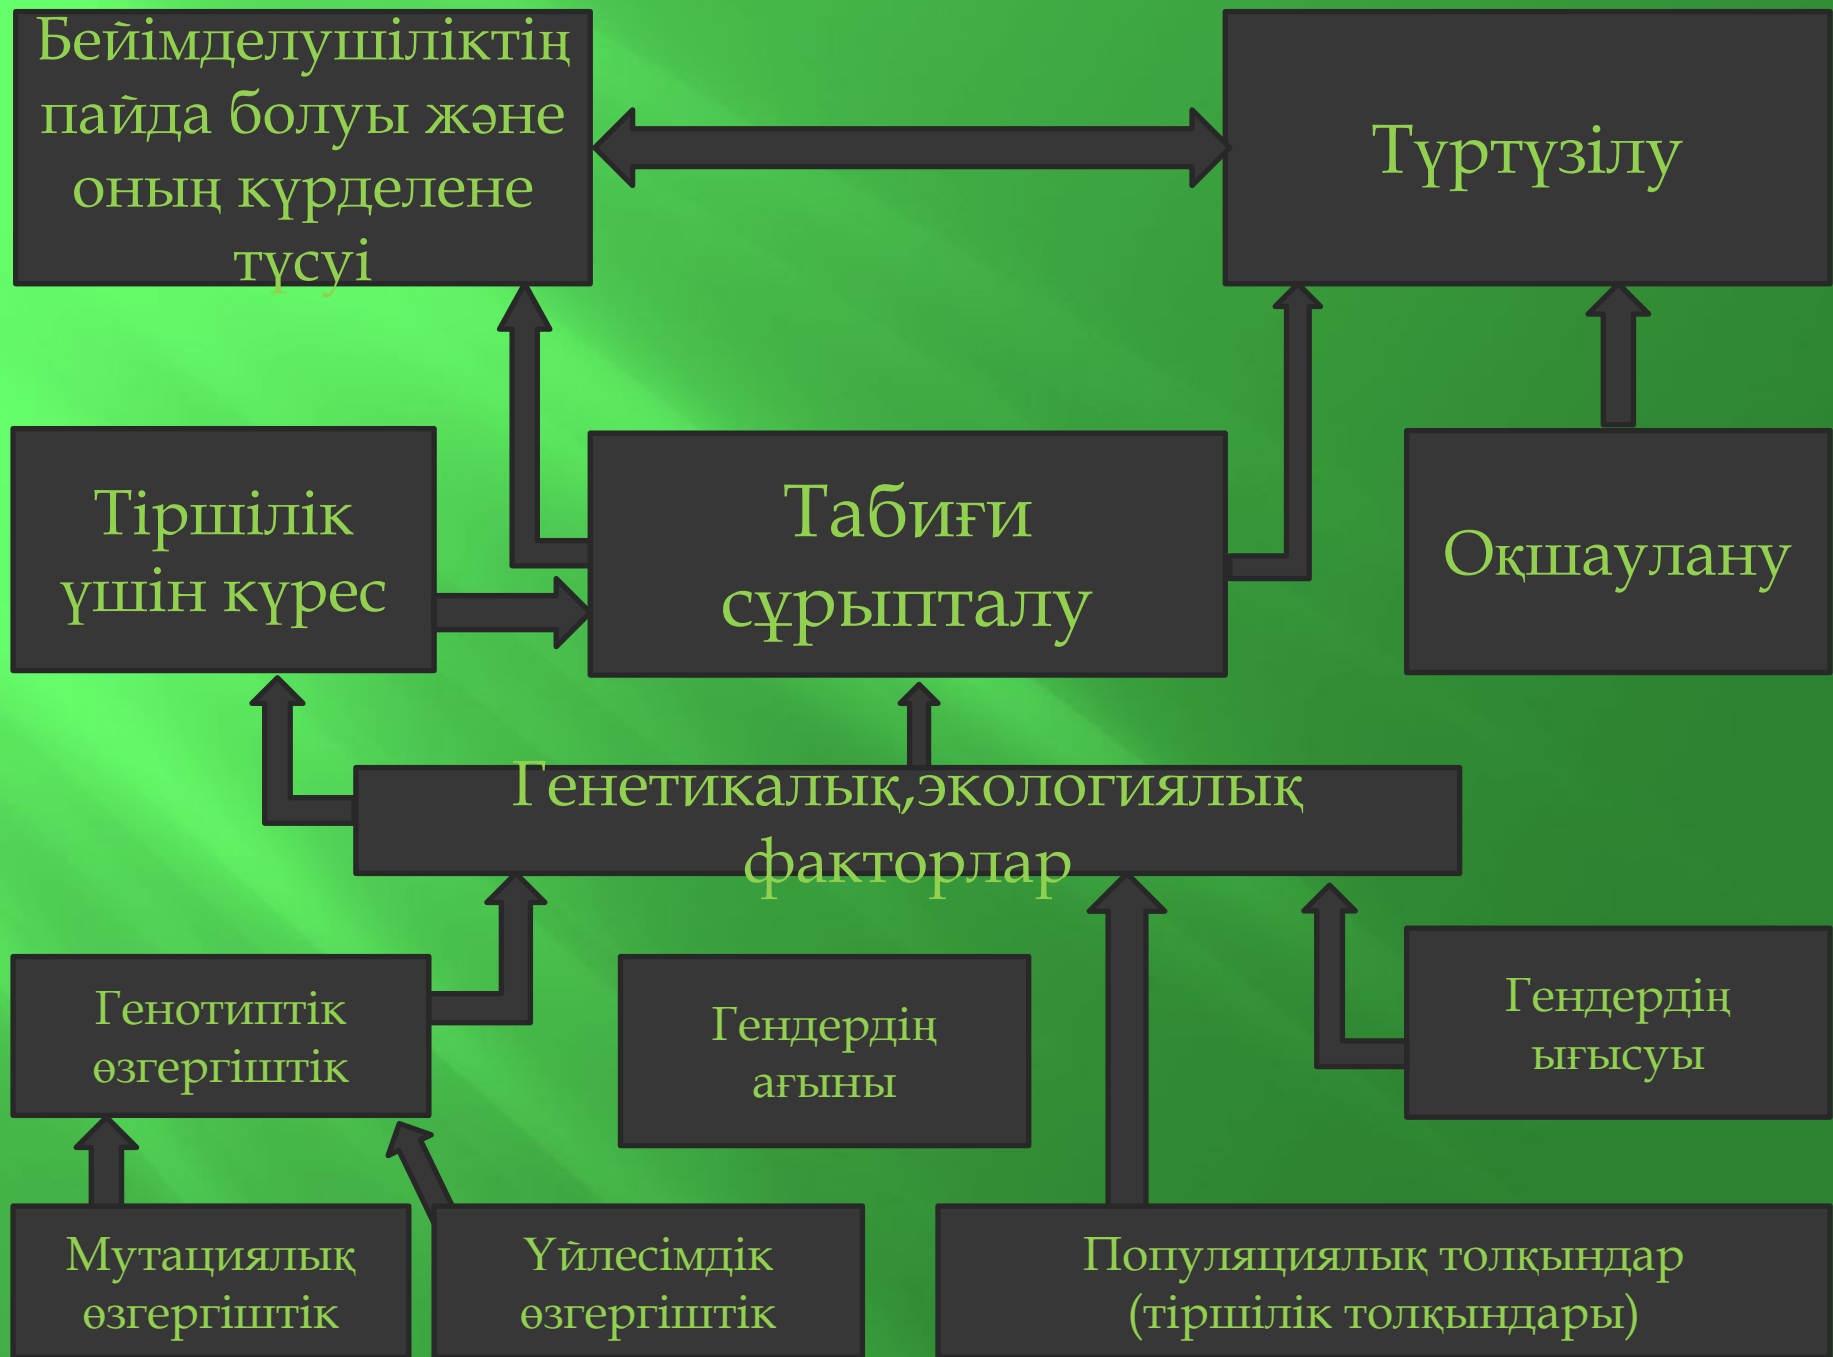 Бейімделушіліктің
пайда болуы және
оның күрделене
түсуі
Түртүзілу
Тіршілік
үшін күрес
Табиғи
сұрыпталу
Оқшаулану
Генетикалық,экологиялық
факторлар
Генотиптік
өзгергіштік
Гендердің
ағыны
Гендердің
ығысуы
Мутациялық
өзгергіштік
Үйлесімдік
өзгергіштік
Популяциялық толқындар
(тіршілік толқындары)